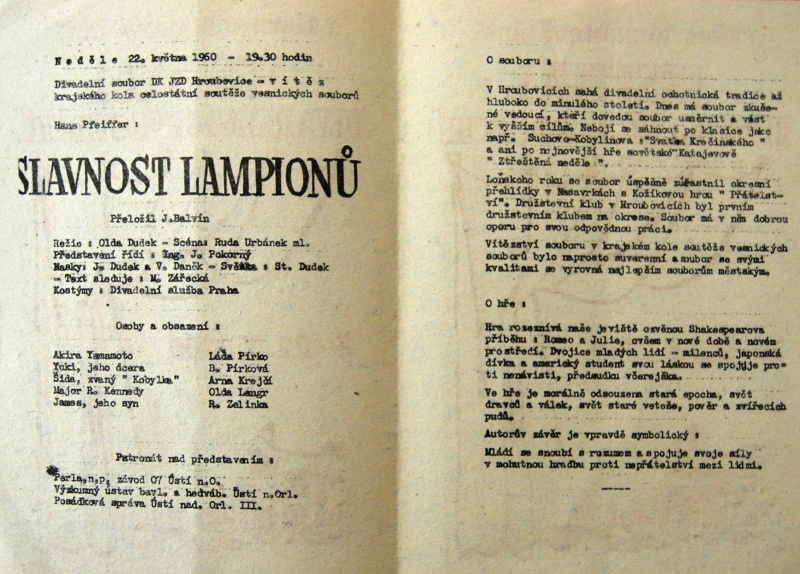 Neděle 22. května 1960 - 19.30 hodin
Divadelní soubor DK JZD Hroubovice - vítěz
krajského kola celostátní soutěže vesnických souborů
Hans Pfeiffer :
SLAVNOST LAMPIONŮ
Přeložil J.Balvín
Režie : Olda Dudek - Scéna: Ruda Urbánek ml.
Představení řídí : Ing. J. Pokorný
Masky: J. Dudek a V. Daněk - Světla : St. Dudek
- Text sleduje : M. Zářecká
Kostýmy : Divadelní služba Praha
Osoby a obsazení :
Akira Yamamoto Láďa Pírko
Yuki, jeho dcera B. Pírková
Šida, zvaný " Kobylka" Arna Krejčí
Major R. Kennedy Olda Langr
James, jeho syn R. Zelinka
Patronát nad představením :
Perla,n.p. závod 07 Ústí n.O.
Výzkumný ústav bavl. a hedváb. Ústí n.Orl.
Posádková správa Ústí nad. Orl. III.
O souboru :
V Hroubovicích sahá divadelní ochotnická tradice až
hluboko do minulého století. Dnes má soubor zkuše-
né vedoucí, kteří dovedou soubor usměrnit a vést
k vyšším cílům. Nebojí se sáhnout po klasice jako
např. Suchovo-Kobylinova :"Svatba Krečinského "
a ani po nejnovější hře sovětské Katajevově
" Ztřeštěná neděle ".
Loňského roku se soubor úspěšně zúčastnil okresní
přehlídky v Nasavrkách s Kožíkovou hrou " Přátelst-
ví". Družstevní klub v Hroubovicích byl prvním
družstevním klubem na okrese. Soubor má v něm dobrou
oporu pro svou odpovědnou práci.
Vítězství souboru v krajském kole soutěže vesnických
souborů bylo naprosto suverenní a soubor se svými
kvalitami se vyrovná nejlepším souborům městským.
O hře :
Hra rozeznívá naše jeviště ozvěnou Shakespearova
příběhu : Romeo a Julie, ovšem v nové době a novém
prostředí. Dvojice mladých lidí - milenců, japonská
dívka a americký student svou láskou se spojuje pro-
ti nenávisti, předsudku včerejška.
Ve hře je morálně odsouzena stará epocha, svět
dravců a válek, svět staré veteše, pověr a zvířecích
pudů.
Autorův závěr je vpravdě symbolický :
Mládí se snoubí s rozumem a spojuje svoje síly
v mohutnou hradbu proti nepřátelství mezi lidmi.